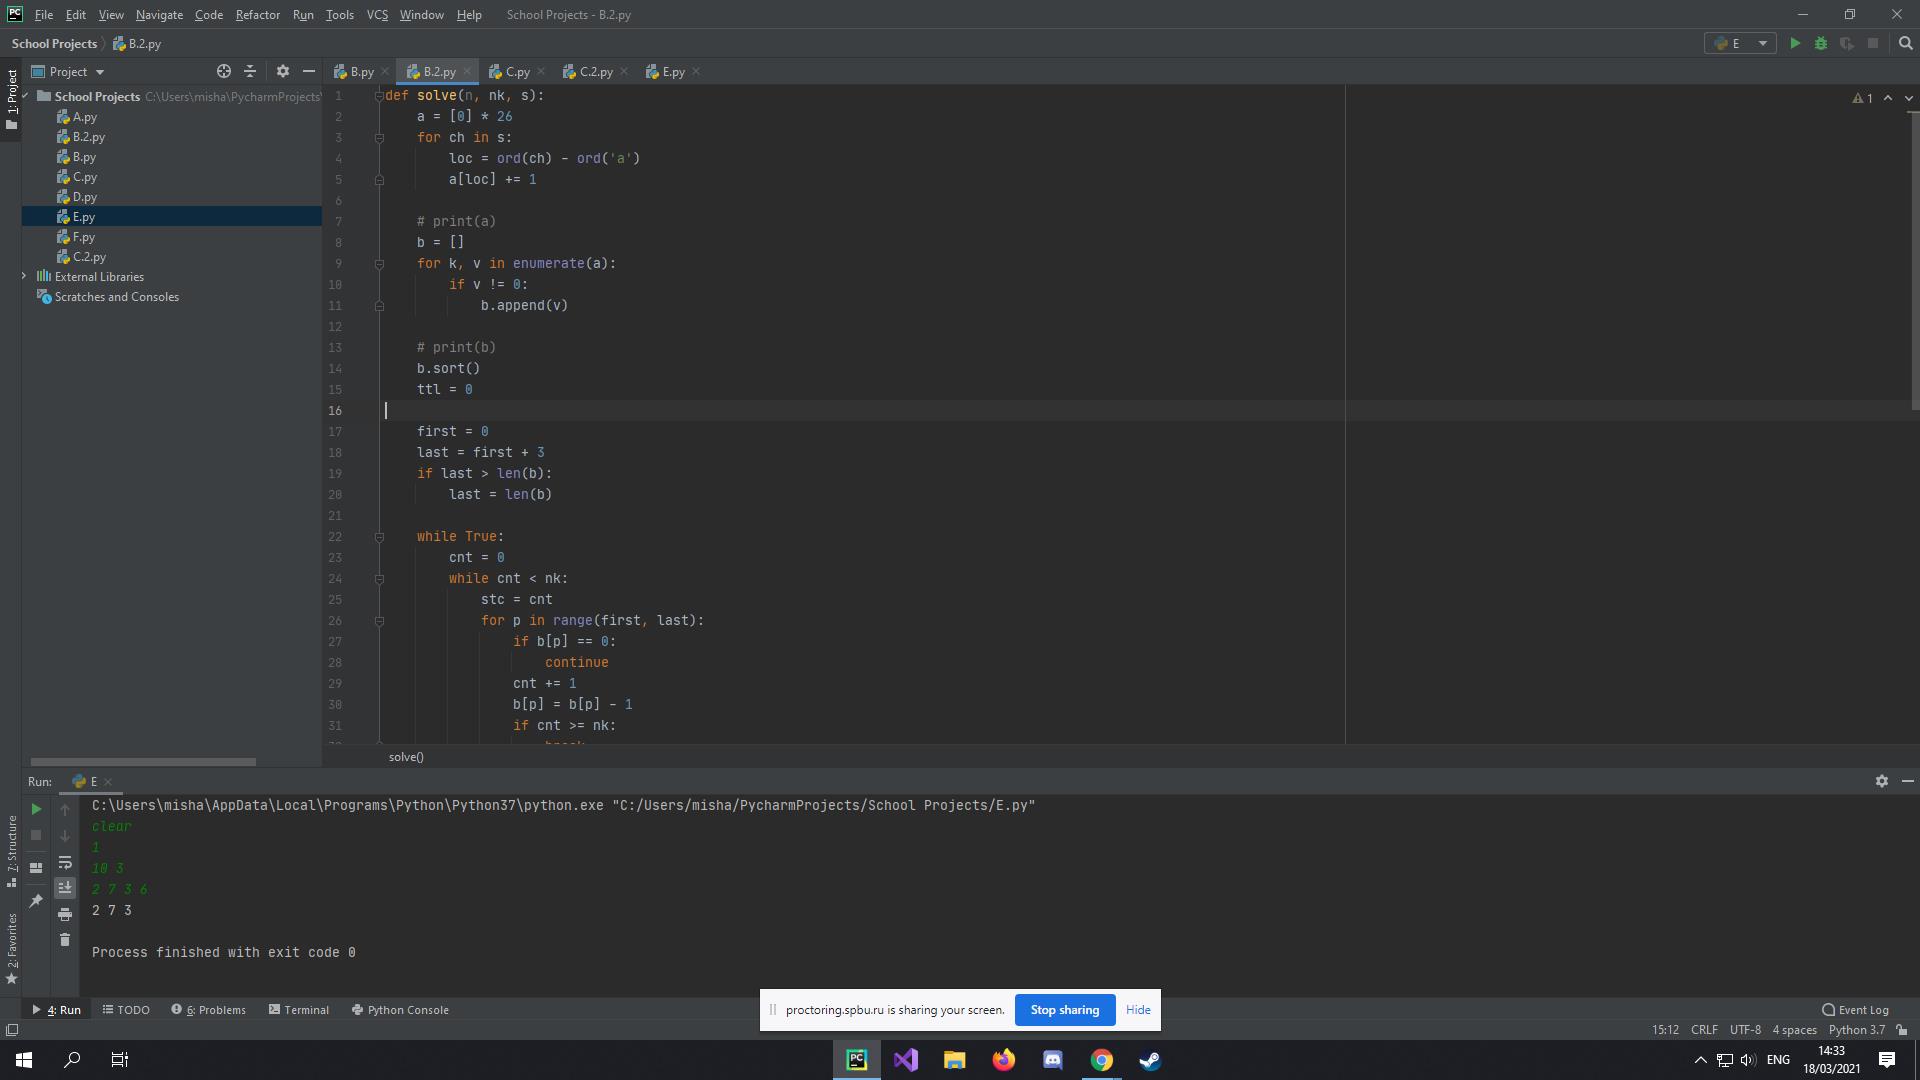 PC File Edit View Navigate Code Refactor Run Tools VCS Window Help School Projects - B.2.py
School Projects B.2.py E
Project B.py B.2.py C.py C.2.py E.py
1: Project
School Projects C:\Users\misha\PycharmProjects\
A.py
B.2.py
B.py
C.py
D.py
E.py
F.py
C.2.py
External Libraries
Scratches and Consoles
1 def solve(n, nk, s):
2 a = [0] * 26
3 for ch in s:
4 loc = ord(ch) - ord('a')
5 a[loc] += 1
6
7 # print(a)
8 b = []
9 for k, v in enumerate(a):
10 if v != 0:
11 b.append(v)
12
13 # print(b)
14 b.sort()
15 ttl = 0
16
17 first = 0
18 last = first + 3
19 if last > len(b):
20 last = len(b)
21
22 while True:
23 cnt = 0
24 while cnt < nk:
25 stc = cnt
26 for p in range(first, last):
27 if b[p] == 0:
28 continue
29 cnt += 1
30 b[p] = b[p] - 1
31 if cnt >= nk:
1
solve()
Run: E
C:\Users\misha\AppData\Local\Programs\Python\Python37\python.exe "C:/Users/misha/PycharmProjects/School Projects/E.py"
clear
1
10 3
2 7 3 6
2 7 3
Process finished with exit code 0
7: Structure
2: Favorites
proctoring.spbu.ru is sharing your screen. Stop sharing Hide
4: Run TODO 6: Problems Terminal Python Console Event Log
15:12 CRLF UTF-8 4 spaces Python 3.7
PC ENG 14:33
18/03/2021